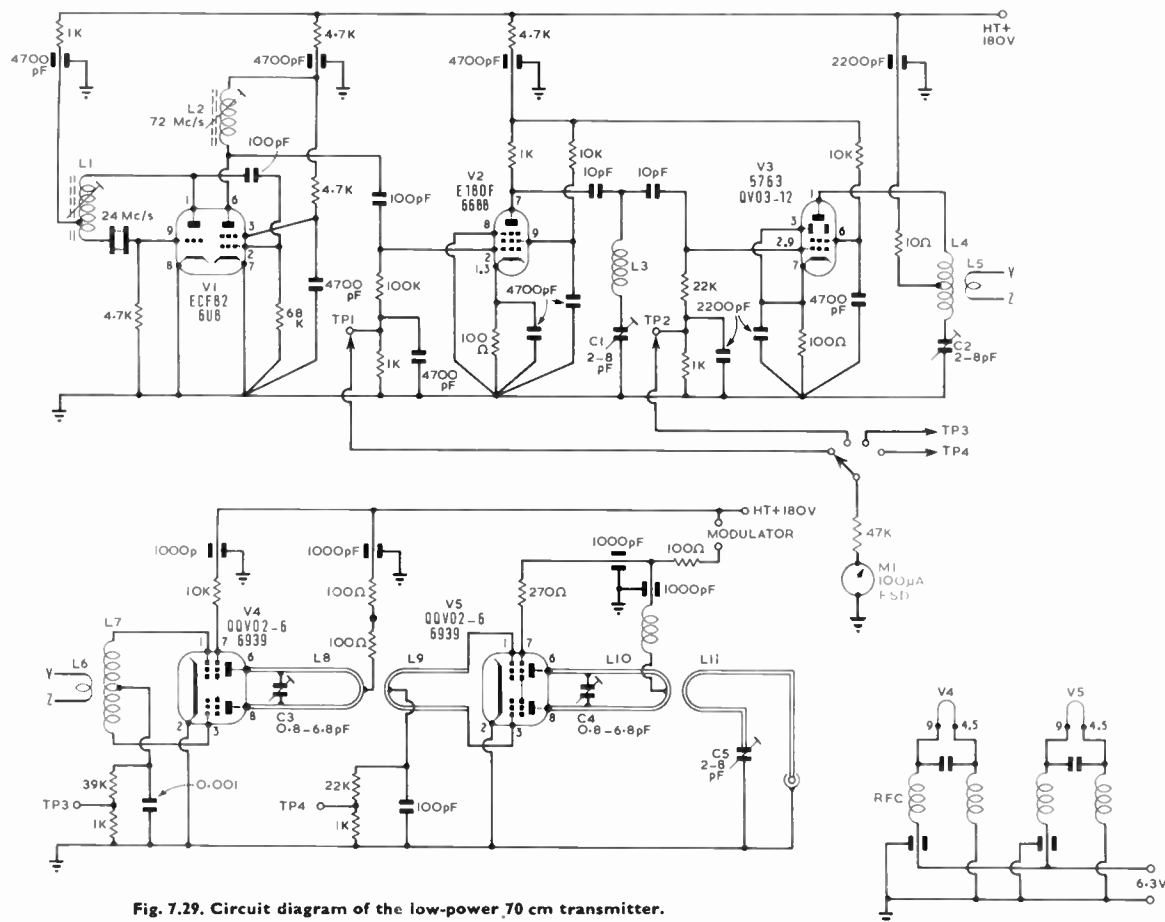 1K
4·7K
4·7K
HT+
180V
4700
pF
4700pF
4700pF
2200pF
L2
72 Mc/s
100pF
L1
1K
10K
10K
V2
E180F
6688
V3
5763
QV03-12
10pF
10pF
4·7K
100pF
24 Mc/s
1
6
9
3
2
8
7
V1
ECF82
6U8
7
8
9
2
1.3
1
3
6
2.9
7
10Ω
L4
L5
Y
Z
L3
4700
pF
100K
4700pF
22K
2200pF
4700
pF
4·7K
68
K
TP1
100
Ω
C1
2-8
pF
TP2
100Ω
C2
2-8pF
1K
4700
pF
1K
TP3
TP4
47K
M1
100μA
FSD
HT+180V
MODULATOR
1000p
1000pF
1000pF
100Ω
1000pF
10K
100Ω
270Ω
V4
QQV02-6
6939
100Ω
V5
QQV02-6
6939
L7
1
7
6
8
2
3
L8
L9
1
7
6
8
2
3
L10
L11
L6
Y
Z
C3
0.8-6.8pF
C4
0.8-6.8pF
C5
2-8
pF
39K
0.001
22K
100pF
TP3
1K
TP4
1K
V4
V5
9
4.5
9
4.5
RFC
6·3V
Fig. 7.29. Circuit diagram of the low-power 70 cm transmitter.